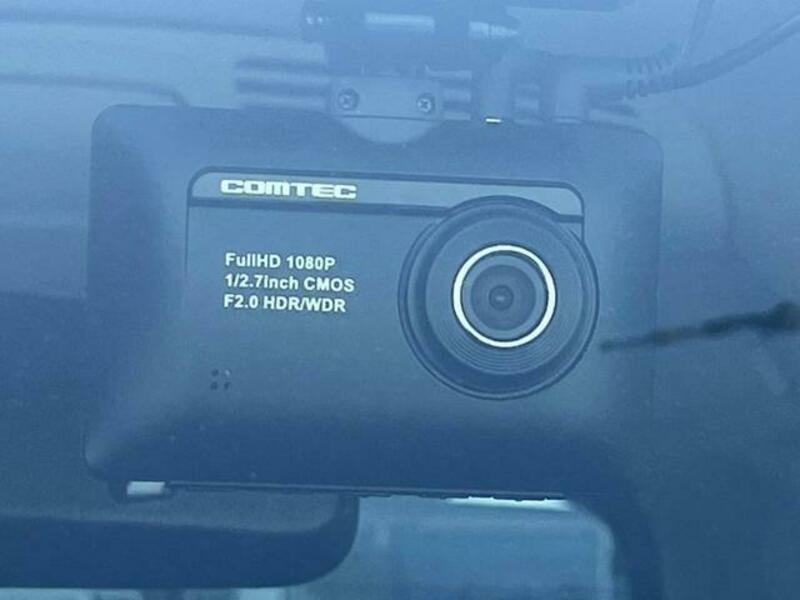 COMTEC
FullHD 1080P
1/2.7inch CMOS
F2.0 HDR/WDR